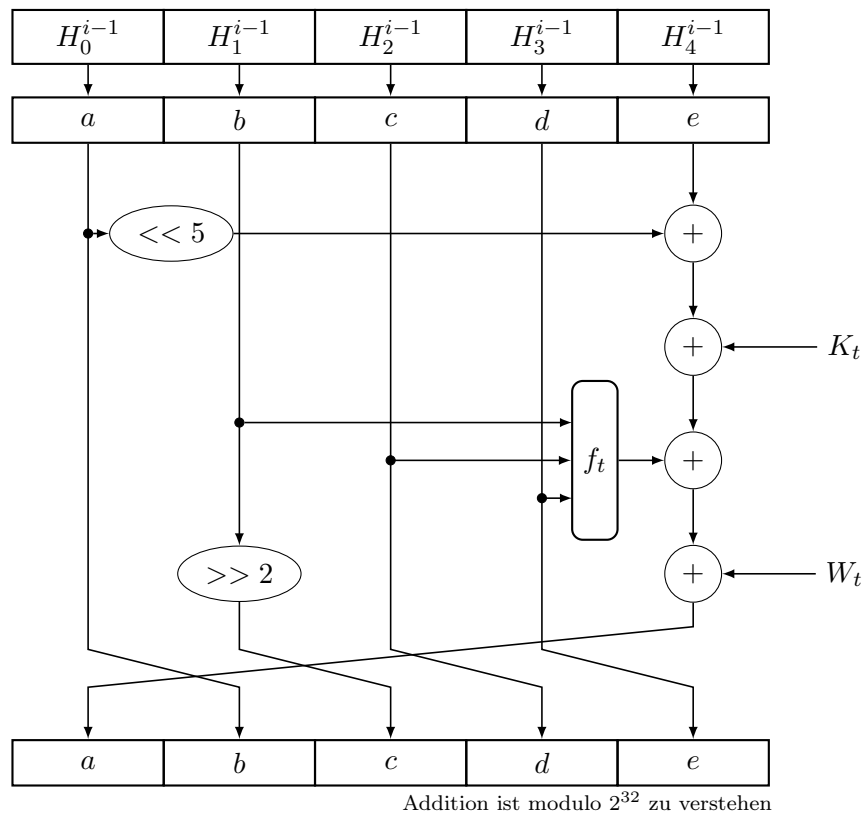 $H_0^{i-1}$ $H_1^{i-1}$ $H_2^{i-1}$ $H_3^{i-1}$ $H_4^{i-1}$
a b c d e
<< 5 +
+ $K_t$
$f_t$ +
>> 2 + $W_t$
a b c d e
Addition ist modulo $2^{32}$ zu verstehen